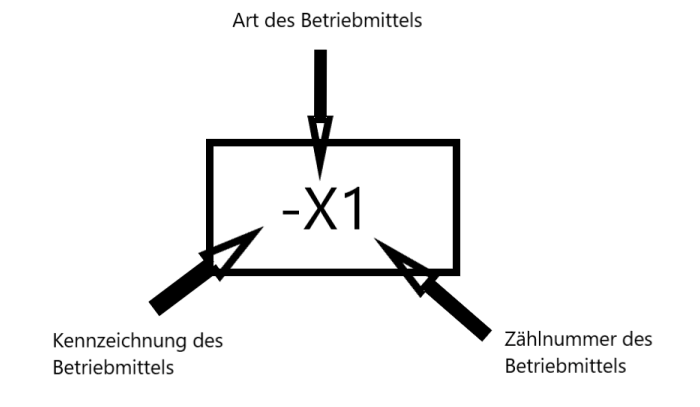 Art des Betriebmittels
-X1
Kennzeichnung des
Betriebmittels
Zählnummer des
Betriebmittels